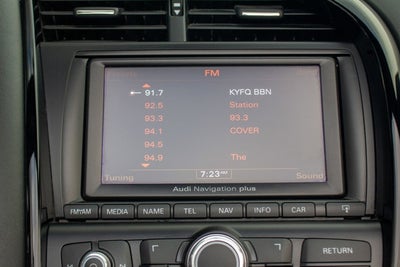 FM
91.7 KYFQ BBN
92.5 Station
93.3 93.3
94.1 COVER
94.5
94.9 The
Tuning 7:23 Sound
Audi Navigation plus
FM/AM MEDIA NAME TEL NAV INFO CAR
RETURN